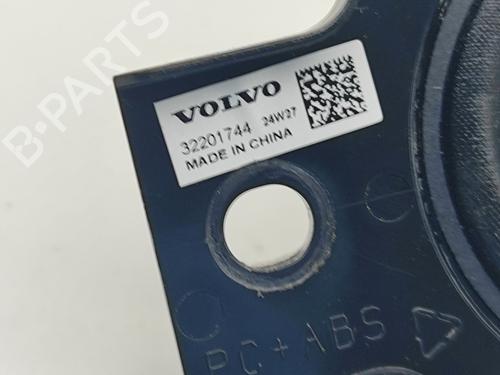 B-PARTS
VOLVO
32201744 24W27
MADE IN CHINA
PC+ABS